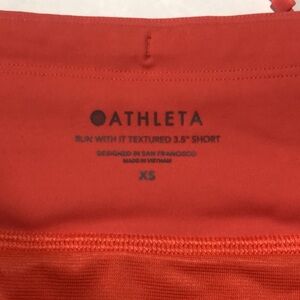 ATHLETA
RUN WITH IT TEXTURED 3.5" SHORT
DESIGNED IN SAN FRANCISCO
MADE IN VIETNAM
XS